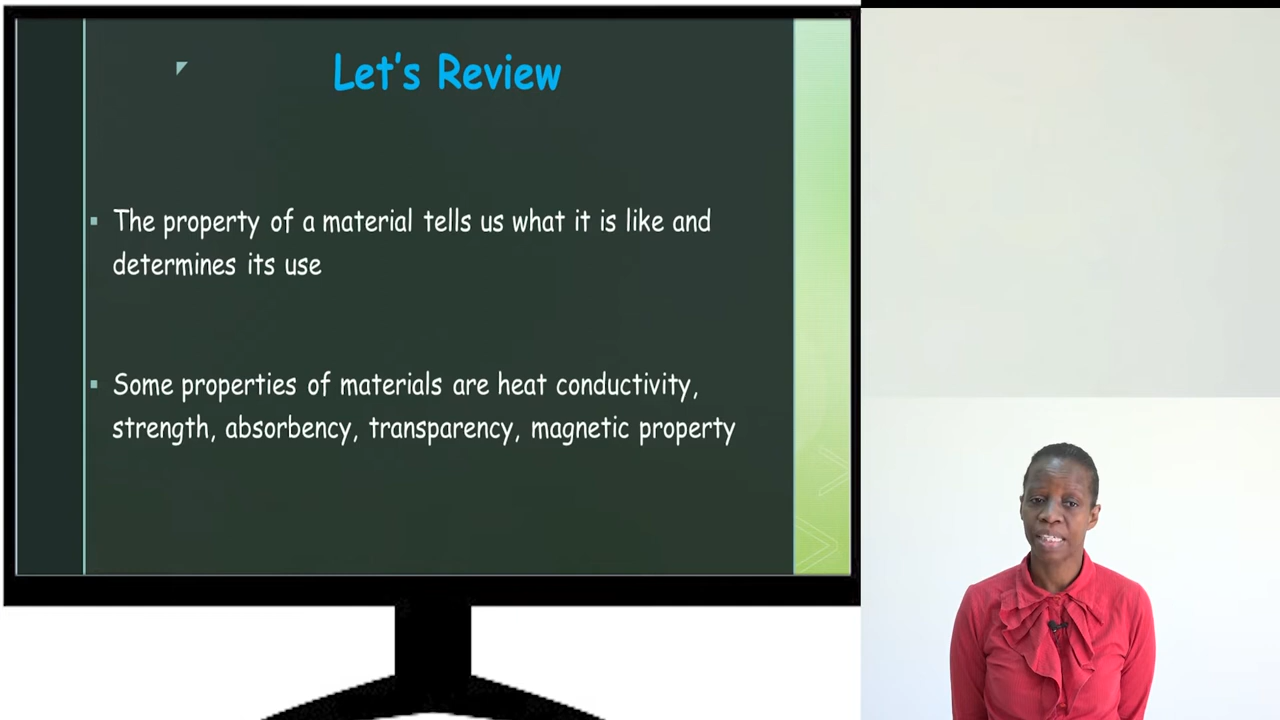 Let's Review
The property of a material tells us what it is like and
determines its use
Some properties of materials are heat conductivity,
strength, absorbency, transparency, magnetic property